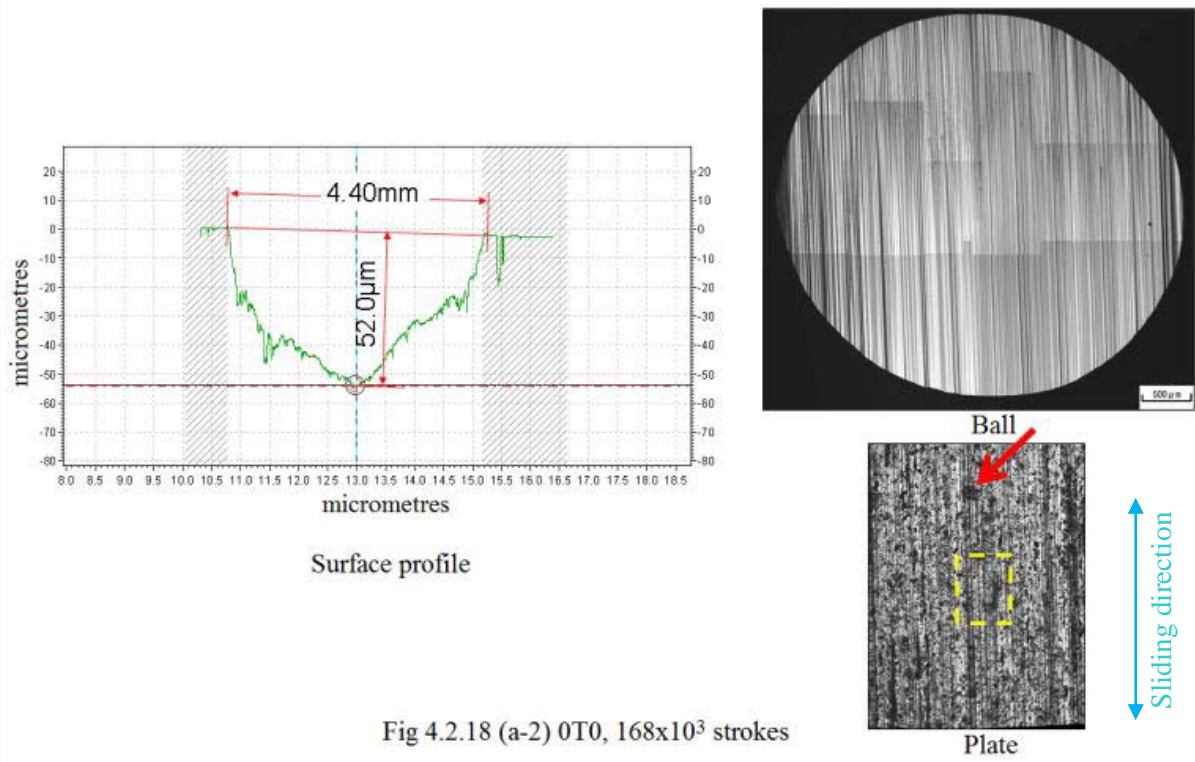 20
10
0
-10
-20
-30
-40
-50
-60
-70
-80
micrometres
4.40mm
52.0µm
20
10
0
-10
-20
-30
-40
-50
-60
-70
-80
8.0 8.5 9.0 9.5 10.0 10.5 11.0 11.5 12.0 12.5 13.0 13.5 14.0 14.5 15.0 15.5 16.0 16.5 17.0 17.5 18.0 18.5
micrometres
Surface profile
500µm
Ball
Sliding direction
Plate
Fig 4.2.18 (a-2) 0T0, 168x10³ strokes